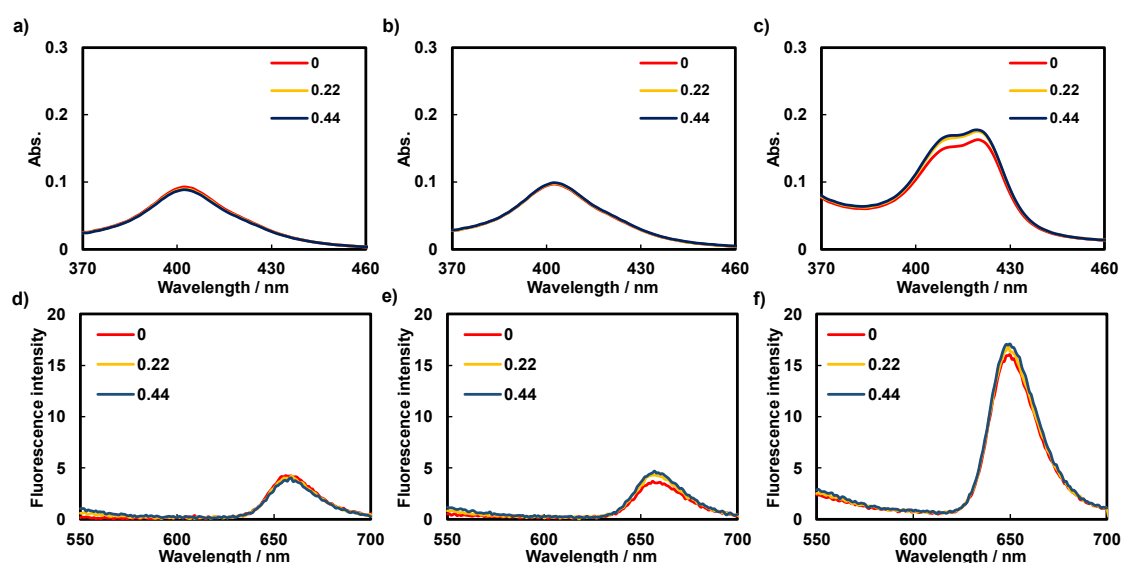 a)
0.3
0.2
0.1
0
Abs.
370 400 430 460
Wavelength / nm
0
0.22
0.44
b)
0.3
0.2
0.1
0
Abs.
370 400 430 460
Wavelength / nm
0
0.22
0.44
c)
0.3
0.2
0.1
0
Abs.
370 400 430 460
Wavelength / nm
0
0.22
0.44
d)
20
15
10
5
0
Fluorescence intensity
550 600 650 700
Wavelength / nm
0
0.22
0.44
e)
20
15
10
5
0
Fluorescence intensity
550 600 650 700
Wavelength / nm
0
0.22
0.44
f)
20
15
10
5
0
Fluorescence intensity
550 600 650 700
Wavelength / nm
0
0.22
0.44